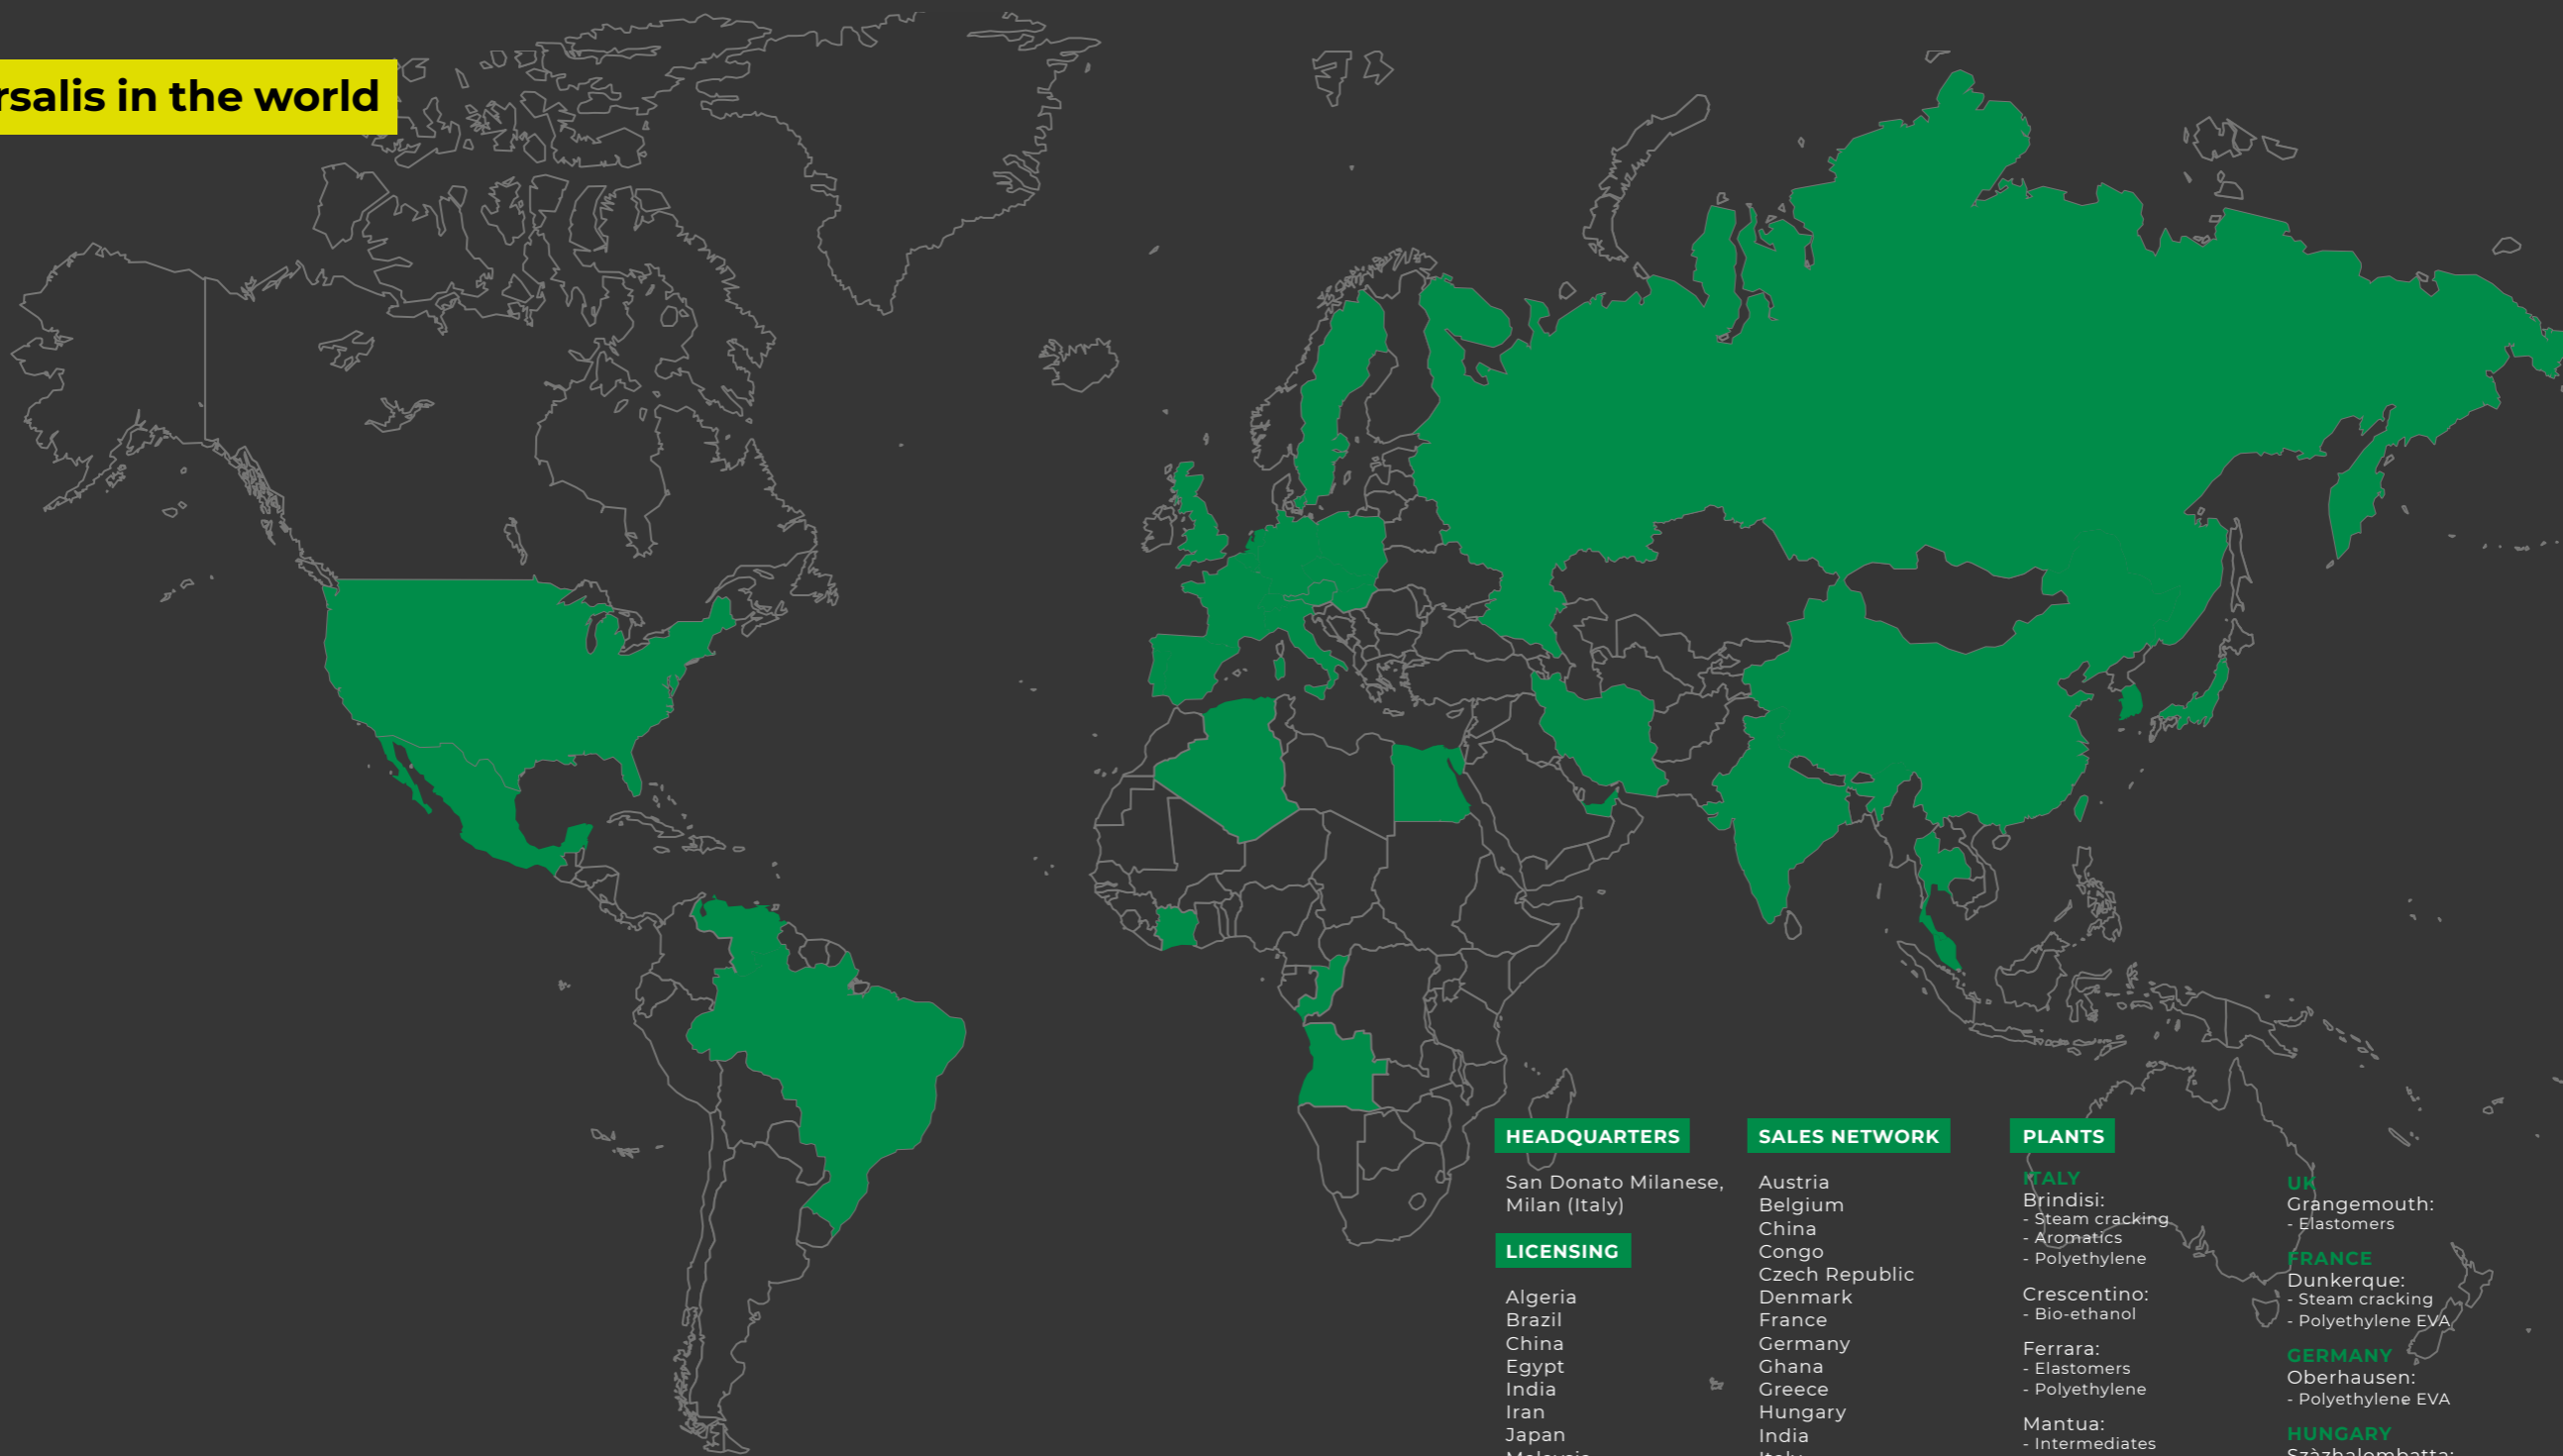 rsalis in the world
HEADQUARTERS
San Donato Milanese,
Milan (Italy)
LICENSING
Algeria
Brazil
China
Egypt
India
Iran
Japan
SALES NETWORK
Austria
Belgium
China
Congo
Czech Republic
Denmark
France
Germany
Ghana
Greece
Hungary
India
PLANTS
ITALY
Brindisi:
- Steam cracking
- Aromatics
- Polyethylene
Crescentino:
- Bio-ethanol
Ferrara:
- Elastomers
- Polyethylene
Mantua:
- Intermediates
UK
Grangemouth:
- Elastomers
FRANCE
Dunkerque:
- Steam cracking
- Polyethylene EVA
GERMANY
Oberhausen:
- Polyethylene EVA
HUNGARY